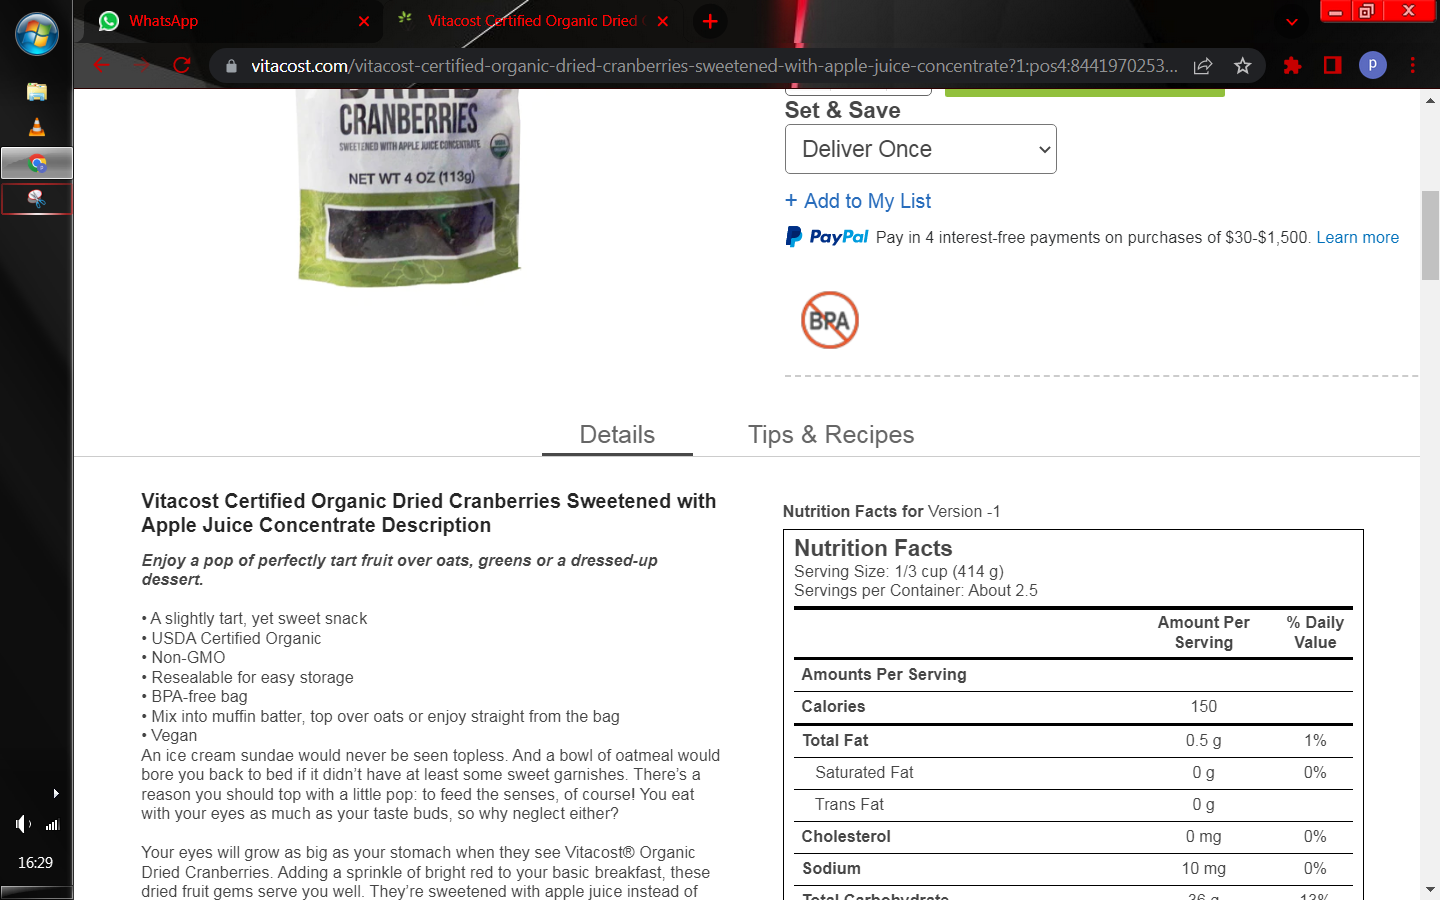 WhatsApp
Vitacost Certified Organic Dried
vitacost.com/vitacost-certified-organic-dried-cranberries-sweetened-with-apple-juice-concentrate?1:pos4:8441970253...
p
DRIED
CRANBERRIES
SWEETENED WITH APPLE JUICE CONCENTRATE
USDA
NET WT 4 OZ (113g)
Set & Save
Deliver Once
+ Add to My List
PayPal Pay in 4 interest-free payments on purchases of $30-$1,500. Learn more
BPA
Details
Tips & Recipes
Vitacost Certified Organic Dried Cranberries Sweetened with
Apple Juice Concentrate Description
Enjoy a pop of perfectly tart fruit over oats, greens or a dressed-up
dessert.
• A slightly tart, yet sweet snack
• USDA Certified Organic
• Non-GMO
• Resealable for easy storage
• BPA-free bag
• Mix into muffin batter, top over oats or enjoy straight from the bag
• Vegan
An ice cream sundae would never be seen topless. And a bowl of oatmeal would
bore you back to bed if it didn't have at least some sweet garnishes. There's a
reason you should top with a little pop: to feed the senses, of course! You eat
with your eyes as much as your taste buds, so why neglect either?
Your eyes will grow as big as your stomach when they see Vitacost® Organic
Dried Cranberries. Adding a sprinkle of bright red to your basic breakfast, these
dried fruit gems serve you well. They're sweetened with apple juice instead of
Nutrition Facts for Version -1
Nutrition Facts
Serving Size: 1/3 cup (414 g)
Servings per Container: About 2.5
Amount Per
Serving
% Daily
Value
Amounts Per Serving
Calories 150
Total Fat 0.5 g 1%
Saturated Fat 0 g 0%
Trans Fat 0 g
Cholesterol 0 mg 0%
Sodium 10 mg 0%
Total Carbohydrate 36 g 13%
16:29